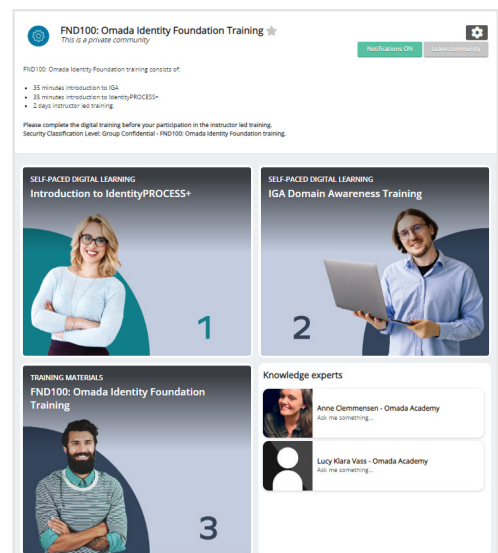 FND100: Omada Identity Foundation Training
This is a private community
Notifications ON
Leave community
FND100: Omada Identity Foundation training consists of:
• 35 minutes introduction to IGA
• 35 minutes introduction to IdentityPROCESS+
• 2 days instructor led training.
Please complete the digital training before your participation in the instructor led training.
Security Classification Level: Group Confidential - FND100: Omada Identity Foundation training.
SELF-PACED DIGITAL LEARNING
Introduction to IdentityPROCESS+
1
SELF-PACED DIGITAL LEARNING
IGA Domain Awareness Training
2
TRAINING MATERIALS
FND100: Omada Identity Foundation
Training
3
Knowledge experts
Anne Clemmensen - Omada Academy
Ask me something...
Lucy Klara Vass - Omada Academy
Ask me something...